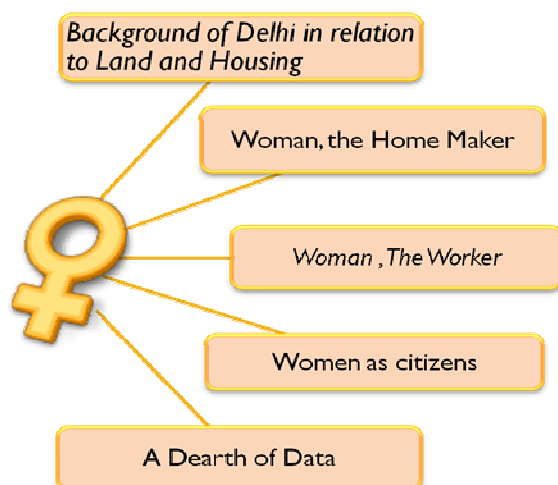 Background of Delhi in relation
to Land and Housing
Woman, the Home Maker
Woman , The Worker
Women as citizens
A Dearth of Data